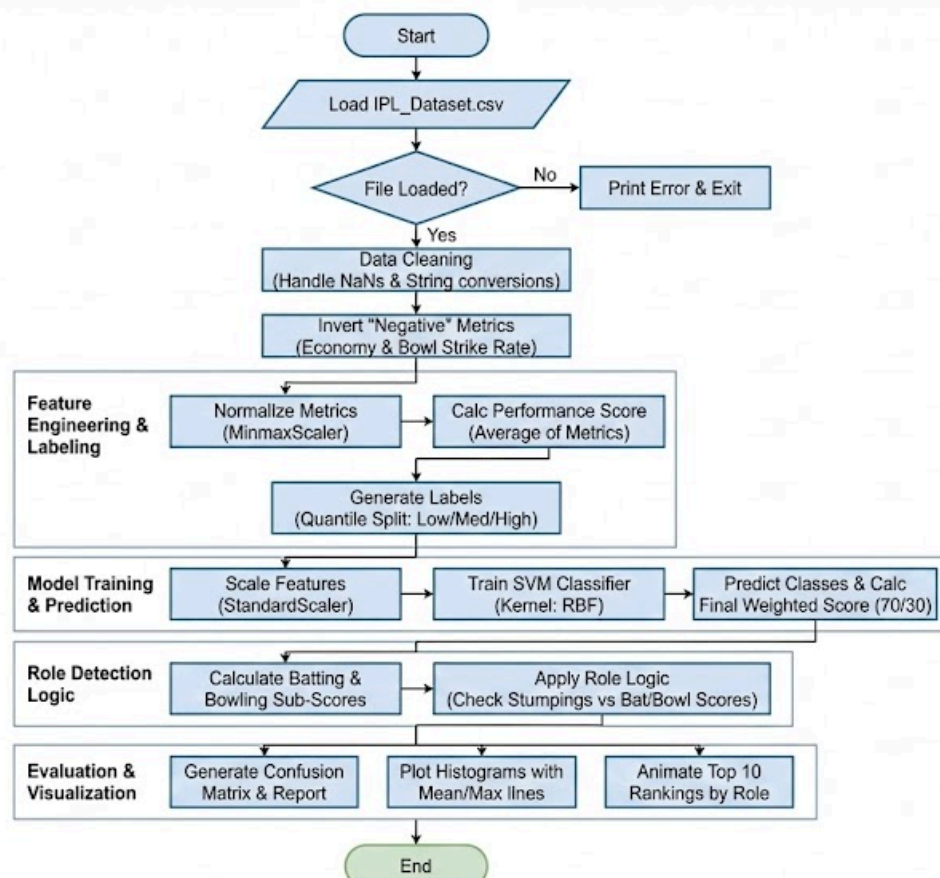 Start
Load IPL_Dataset.csv
File Loaded?
No
Print Error & Exit
Yes
Data Cleaning
(Handle NaNs & String conversions)
Invert "Negative" Metrics
(Economy & Bowl Strike Rate)
Feature
Engineering &
Labeling
Normalize Metrics
(MinmaxScaler)
Calc Performance Score
(Average of Metrics)
Generate Labels
(Quantile Split: Low/Med/High)
Model Training
& Prediction
Scale Features
(StandardScaler)
Train SVM Classifier
(Kernel: RBF)
Predict Classes & Calc
Final Weighted Score (70/30)
Role Detection
Logic
Calculate Batting &
Bowling Sub-Scores
Apply Role Logic
(Check Stumpings vs Bat/Bowl Scores)
Evaluation &
Visualization
Generate Confusion
Matrix & Report
Plot Histograms with
Mean/Max lines
Animate Top 10
Rankings by Role
End